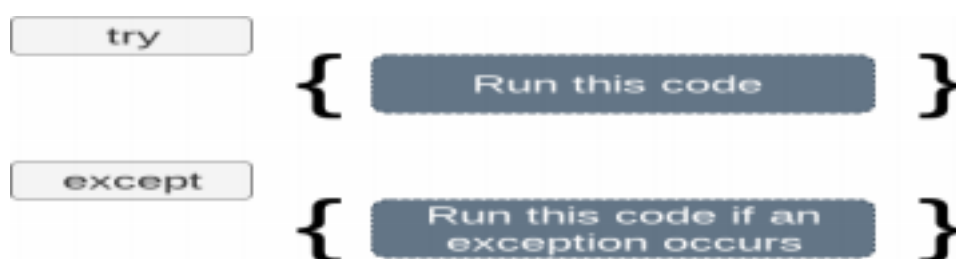 try
{ Run this code }
except
{ Run this code if an
exception occurs }